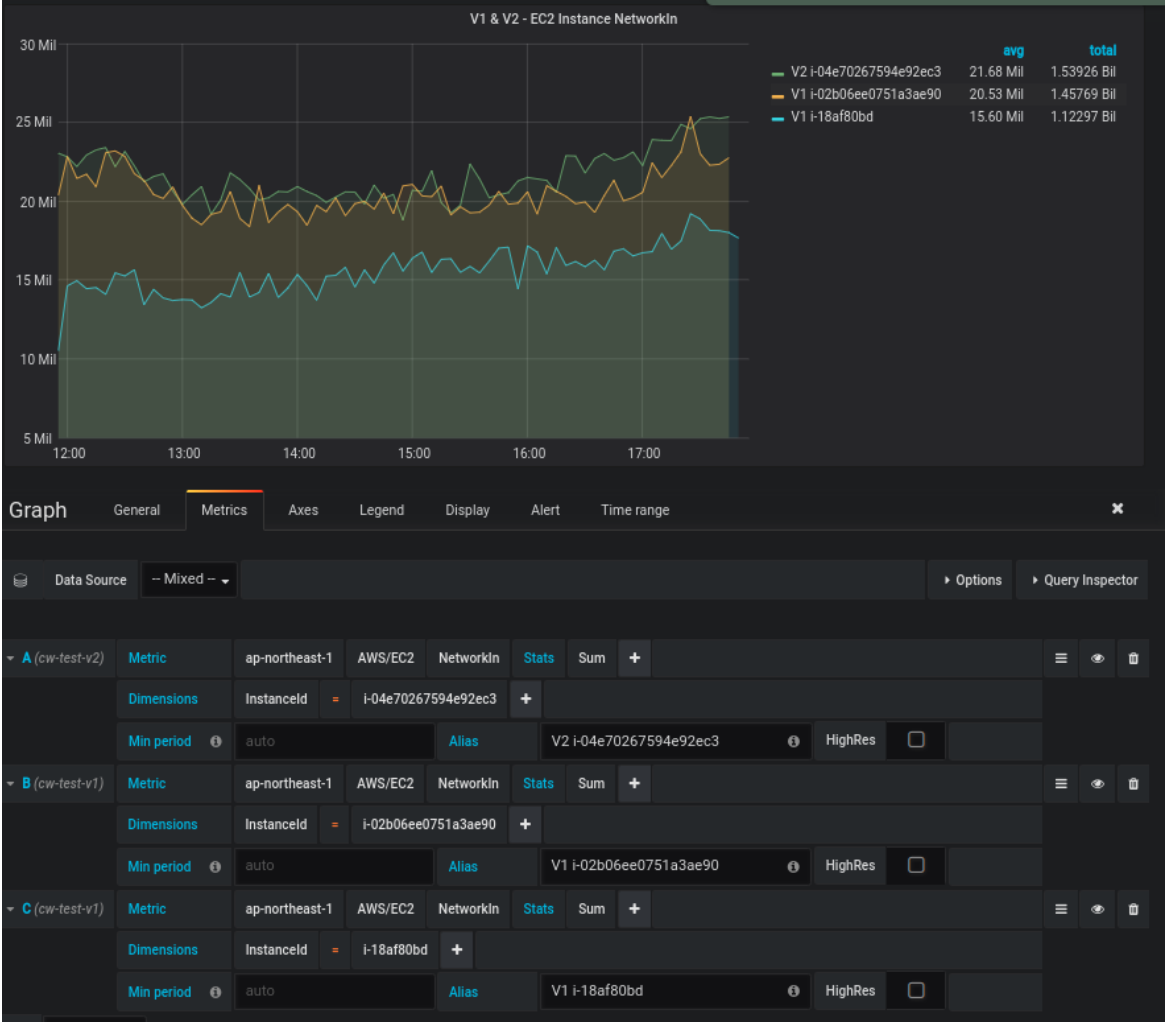 V1 & V2 - EC2 Instance NetworkIn
30 Mil
25 Mil
20 Mil
15 Mil
10 Mil
5 Mil
12:00 13:00 14:00 15:00 16:00 17:00
avg total
V2 i-04e70267594e92ec3 21.68 Mil 1.53926 Bil
V1 i-02b06ee0751a3ae90 20.53 Mil 1.45769 Bil
V1 i-18af80bd 15.60 Mil 1.12297 Bil
Graph General Metrics Axes Legend Display Alert Time range
Data Source -- Mixed -- Options Query Inspector
A (cw-test-v2) Metric ap-northeast-1 AWS/EC2 NetworkIn Stats Sum
Dimensions InstanceId = i-04e70267594e92ec3
Min period auto Alias V2 i-04e70267594e92ec3 HighRes
B (cw-test-v1) Metric ap-northeast-1 AWS/EC2 NetworkIn Stats Sum
Dimensions InstanceId = i-02b06ee0751a3ae90
Min period auto Alias V1 i-02b06ee0751a3ae90 HighRes
C (cw-test-v1) Metric ap-northeast-1 AWS/EC2 NetworkIn Stats Sum
Dimensions InstanceId = i-18af80bd
Min period auto Alias V1 i-18af80bd HighRes